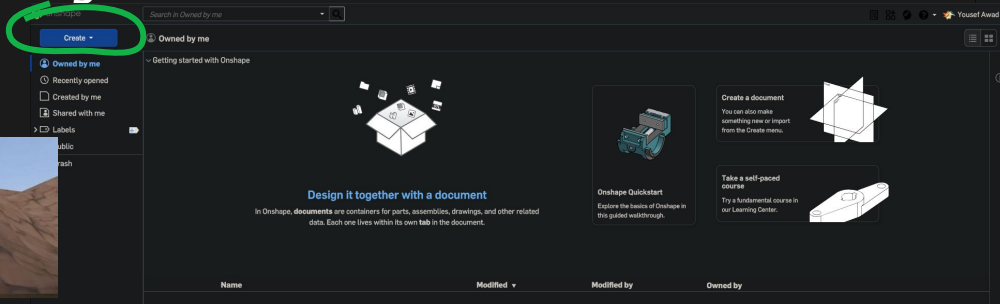 onshape
Search in Owned by me
Yousef Awad
Create
Owned by me
Owned by me
Recently opened
Created by me
Shared with me
Labels
ublic
rash
Getting started with Onshape
Design it together with a document
In Onshape, documents are containers for parts, assemblies, drawings, and other related
data. Each one lives within its own tab in the document.
Onshape Quickstart
Explore the basics of Onshape in
this guided walkthrough.
Create a document
You can also make
something new or import
from the Create menu.
Take a self-paced
course
Try a fundamental course in
our Learning Center.
Name Modified Modified by Owned by